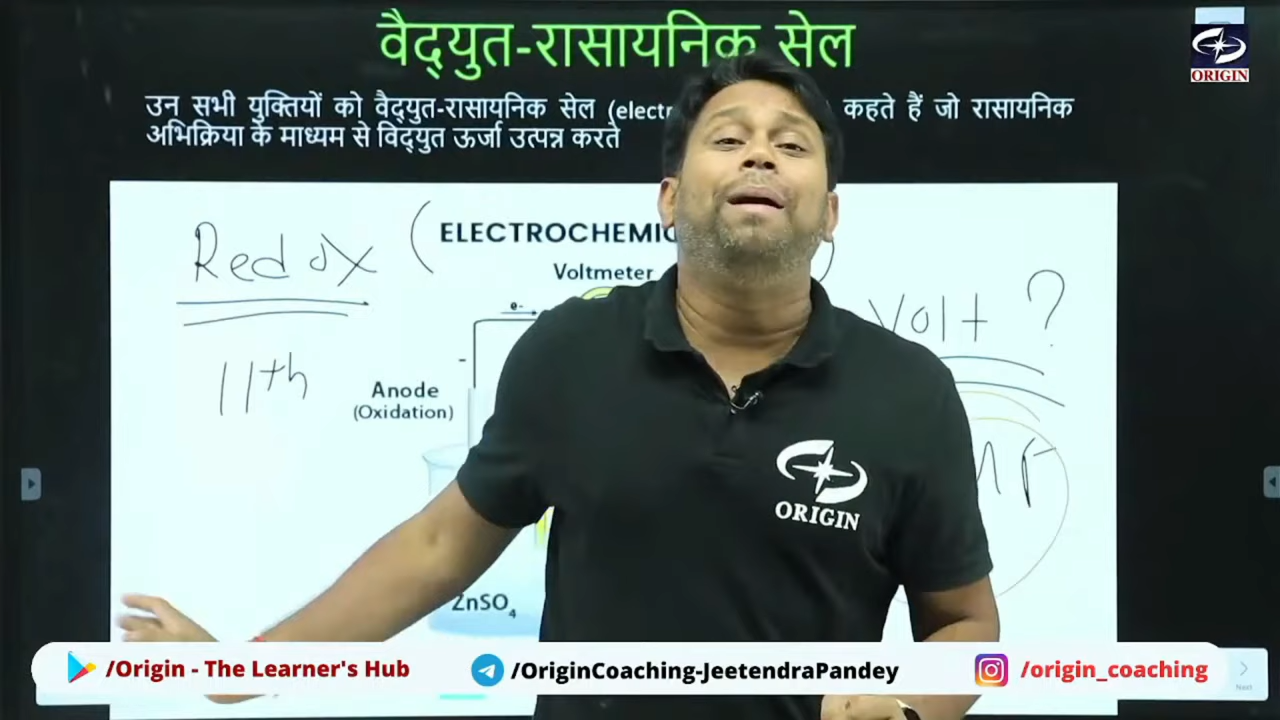 वैद्युत-रासायनिक सेल
ORIGIN
उन सभी युक्तियों को वैद्युत-रासायनिक सेल (electr कहते हैं जो रासायनिक
अभिक्रिया के माध्यम से विद्युत ऊर्जा उत्पन्न करते
Redox ( ELECTROCHEMIC )
Voltmeter
e-
Volt ?
-
11th
Anode
(Oxidation)
ORIGIN
ZnSO4
/Origin - The Learner's Hub
/OriginCoaching-JeetendraPandey
/origin_coaching
Next